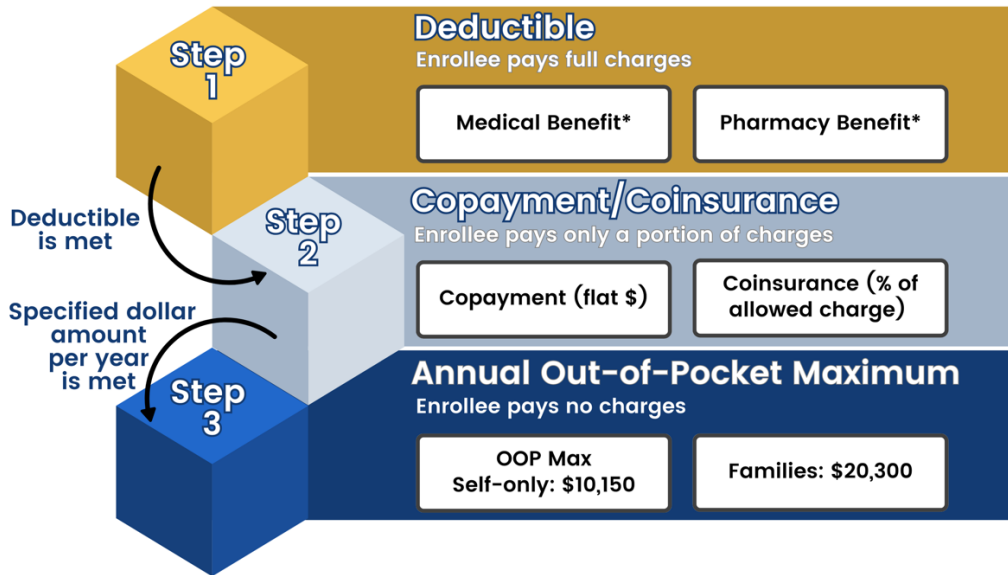 Step
1
Deductible
Enrollee pays full charges
Medical Benefit*
Pharmacy Benefit*
Deductible
is met
Step
2
Copayment/Coinsurance
Enrollee pays only a portion of charges
Copayment (flat $)
Coinsurance (% of
allowed charge)
Specified dollar
amount
per year
is met
Step
3
Annual Out-of-Pocket Maximum
Enrollee pays no charges
OOP Max
Self-only: $10,150
Families: $20,300